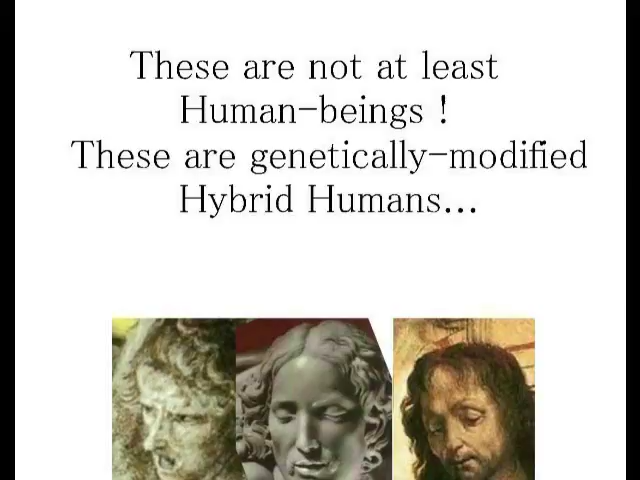 These are not at least
Human-beings !
These are genetically-modified
Hybrid Humans...